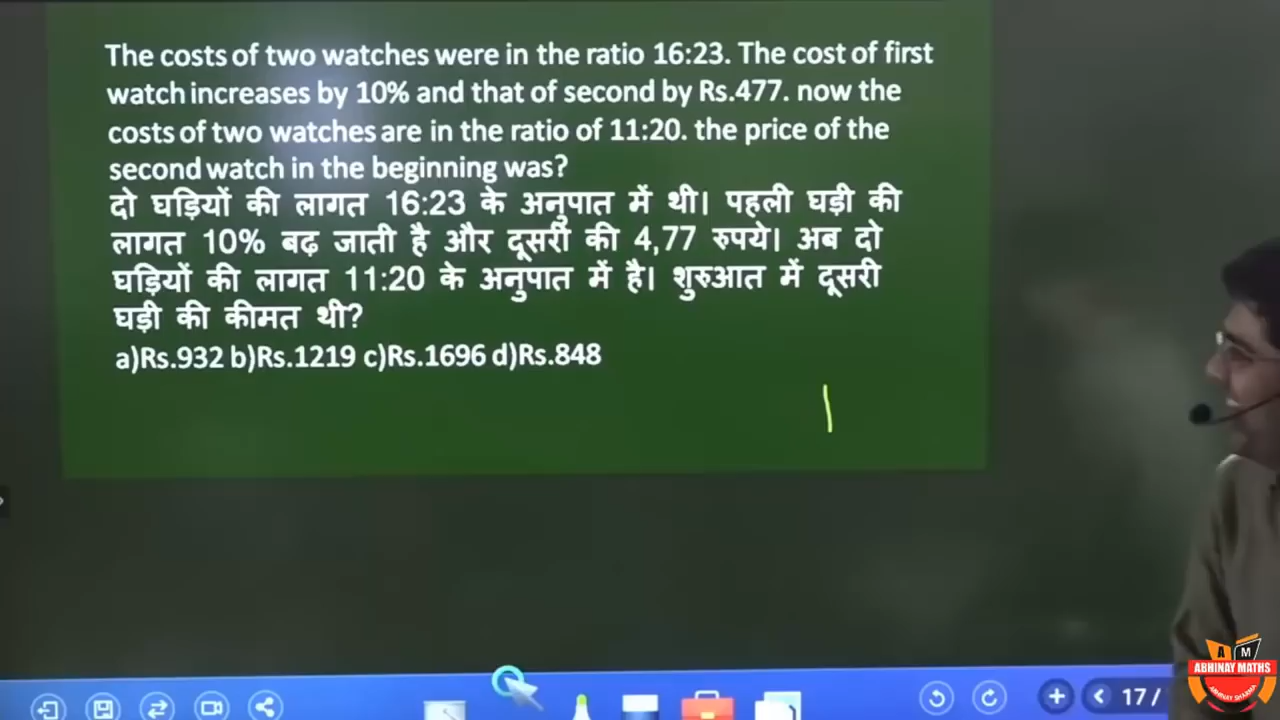 The costs of two watches were in the ratio 16:23. The cost of first
watch increases by 10% and that of second by Rs.477. now the
costs of two watches are in the ratio of 11:20. the price of the
second watch in the beginning was?
दो घड़ियों की लागत 16:23 के अनुपात में थी। पहली घड़ी की
लागत 10% बढ़ जाती है और दूसरी की 4,77 रुपये। अब दो
घड़ियों की लागत 11:20 के अनुपात में है। शुरुआत में दूसरी
घड़ी की कीमत थी?
a)Rs.932 b)Rs.1219 c)Rs.1696 d)Rs.848
17 /
A M
ABHINAY MATHS
ABHINAY SHARMA